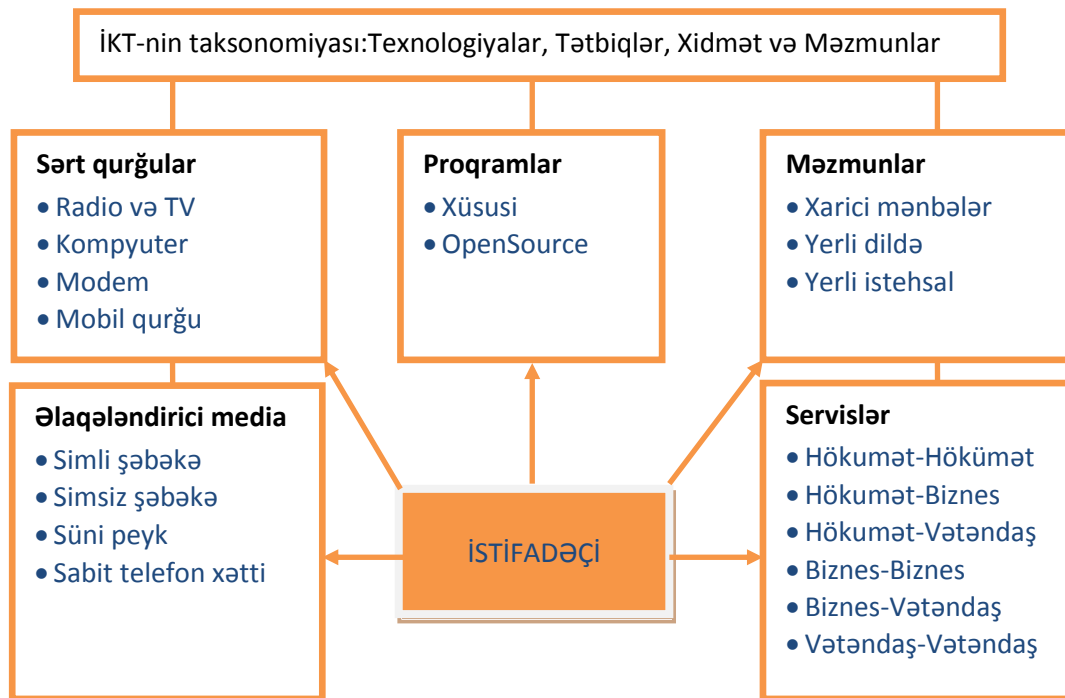 İKT-nin taksonomiyası:Texnologiyalar, Tətbiqlər, Xidmət və Məzmunlar
Sərt qurğular
• Radio və TV
• Kompyuter
• Modem
• Mobil qurğu
Proqramlar
• Xüsusi
• OpenSource
Məzmunlar
• Xarici mənbələr
• Yerli dildə
• Yerli istehsal
Əlaqələndirici media
• Simli şəbəkə
• Simsiz şəbəkə
• Süni peyk
• Sabit telefon xətti
İSTİFADƏÇİ
Servislər
• Hökumət-Hökümət
• Hökumət-Biznes
• Hökumət-Vətəndaş
• Biznes-Biznes
• Biznes-Vətəndaş
• Vətəndaş-Vətəndaş